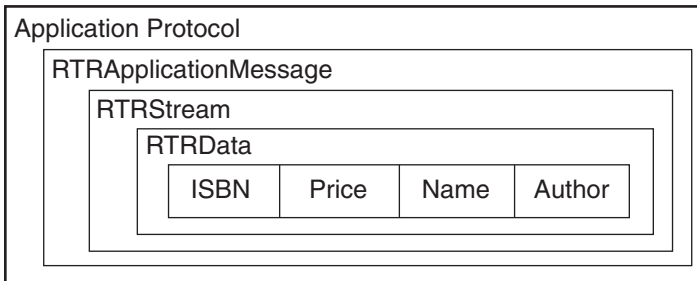 Application Protocol
RTRApplicationMessage
RTRStream
RTRData
ISBN Price Name Author